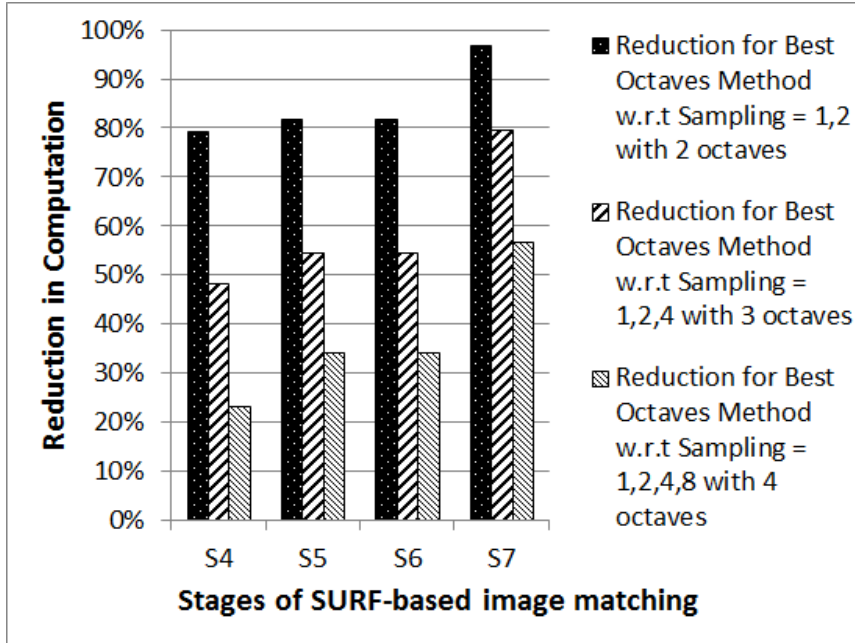 100%
90%
80%
70%
60%
50%
40%
30%
20%
10%
0%
Reduction in Computation
S4 S5 S6 S7
Stages of SURF-based image matching
Reduction for Best
Octaves Method
w.r.t Sampling = 1,2
with 2 octaves
Reduction for Best
Octaves Method
w.r.t Sampling =
1,2,4 with 3 octaves
Reduction for Best
Octaves Method
w.r.t Sampling =
1,2,4,8 with 4
octaves